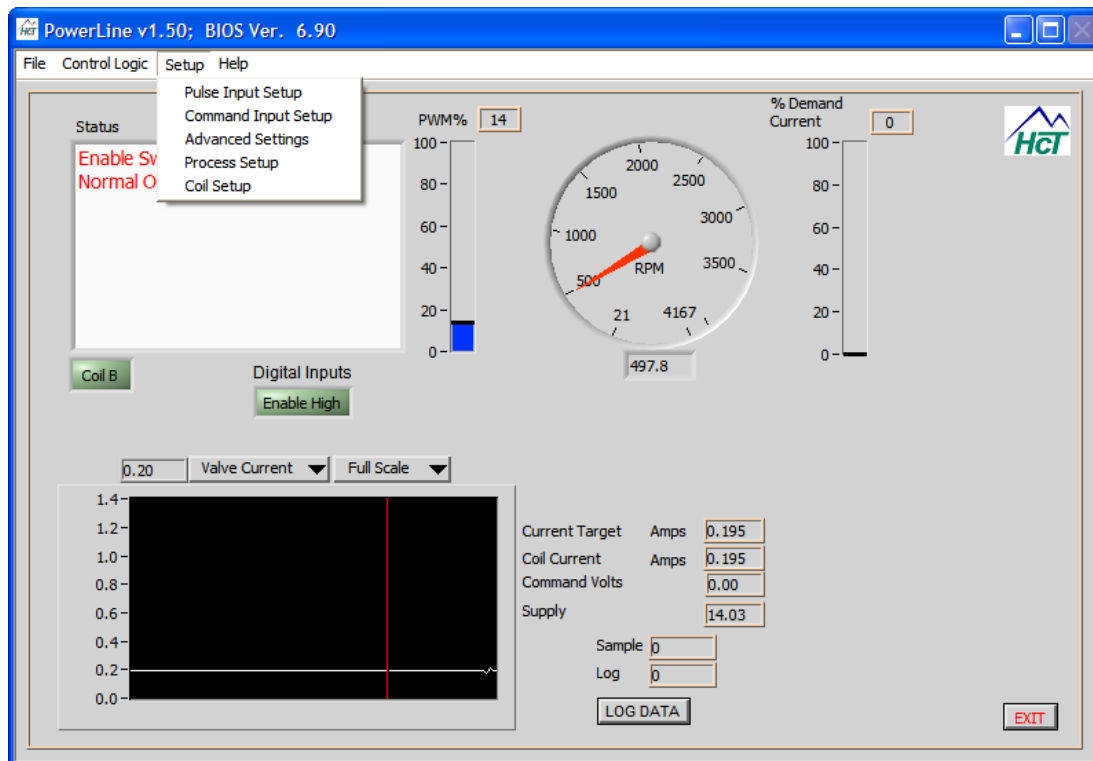 PowerLine v1.50; BIOS Ver. 6.90
File Control Logic Setup Help
Pulse Input Setup
Command Input Setup
Advanced Settings
Process Setup
Coil Setup
Status
Enable
Normal
Coil B
Digital Inputs
Enable High
PWM% 14
100
80
60
40
20
0
21
500
1000
1500
2000
2500
3000
3500
4167
RPM
497.8
% Demand
Current 0
100
80
60
40
20
0
HCT
0.20 Valve Current Full Scale
1.4
1.2
1.0
0.8
0.6
0.4
0.2
0.0
Current Target Amps 0.195
Coil Current Amps 0.195
Command Volts 0.00
Supply 14.03
Sample 0
Log 0
LOG DATA
EXIT